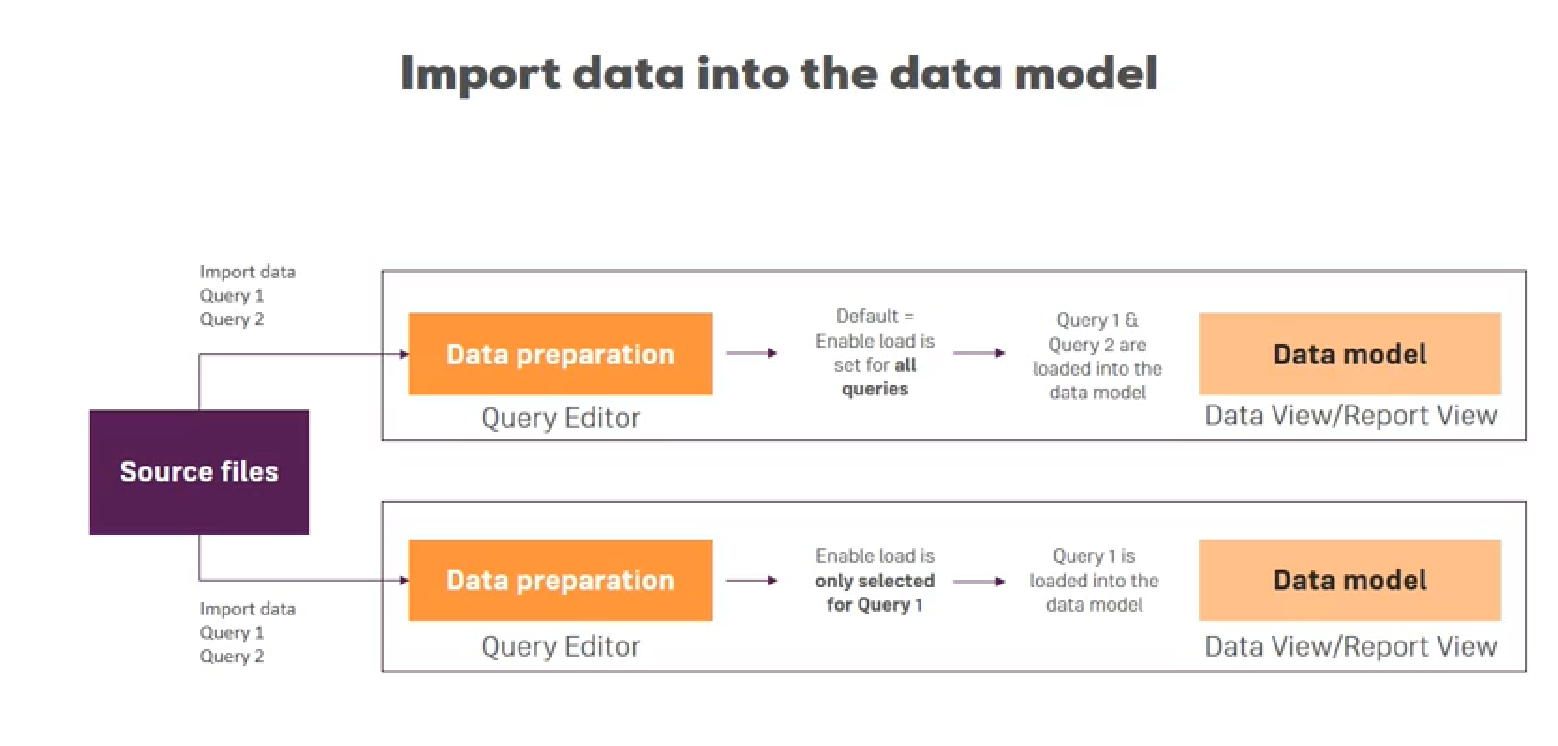 Import data into the data model
Import data
Query 1
Query 2
Data preparation
Query Editor
Default =
Enable load is
set for all
queries
Query 1 &
Query 2 are
loaded into the
data model
Data model
Data View/Report View
Source files
Import data
Query 1
Query 2
Data preparation
Query Editor
Enable load is
only selected
for Query 1
Query 1 is
loaded into the
data model
Data model
Data View/Report View